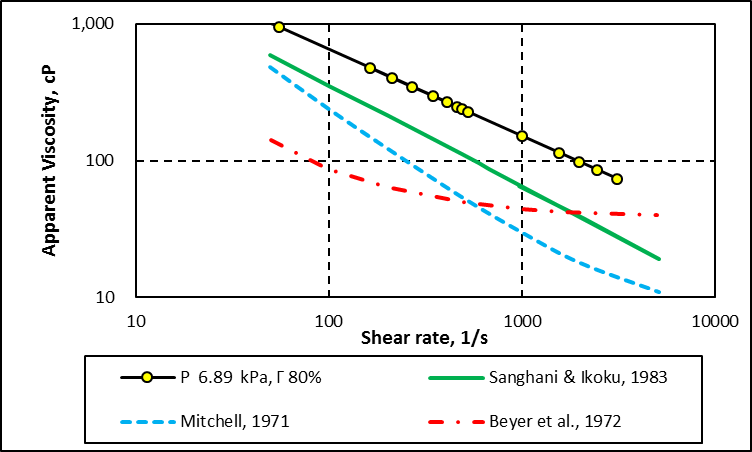 1,000
100
10
Apparent Viscosity, cP
10 100 1000 10000
Shear rate, 1/s
P 6.89 kPa, Γ 80% Sanghani & Ikoku, 1983
Mitchell, 1971 Beyer et al., 1972